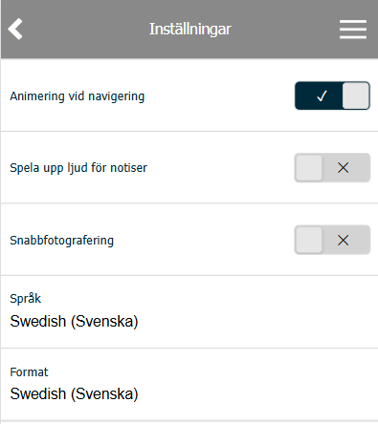 Inställningar
Animering vid navigering
Spela upp ljud för notiser
Snabbfotografering
Språk
Swedish (Svenska)
Format
Swedish (Svenska)